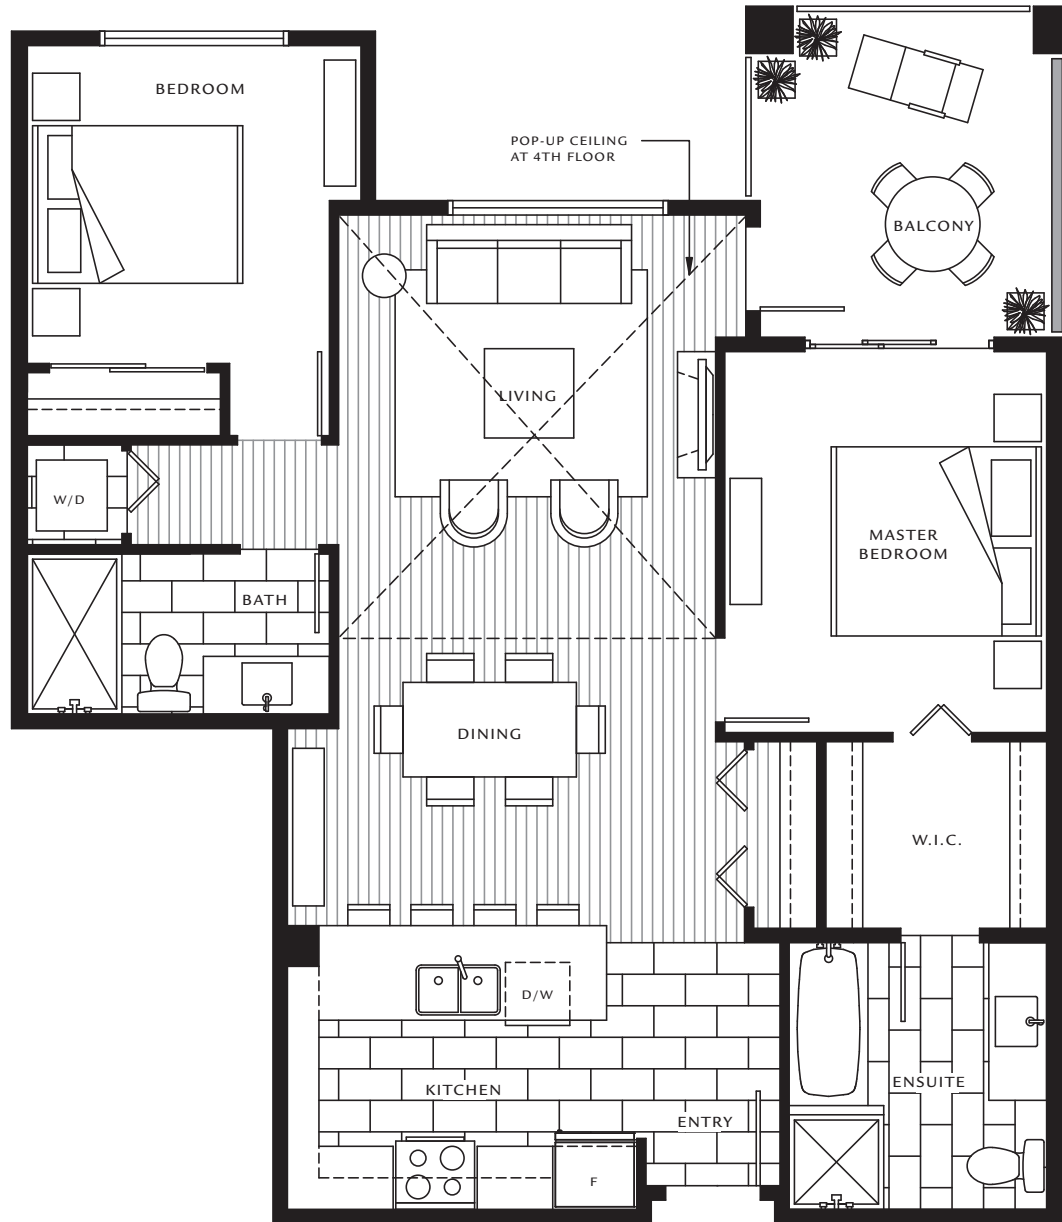 BEDROOM
POP-UP CEILING
AT 4TH FLOOR
BALCONY
LIVING
W/D
MASTER
BEDROOM
BATH
DINING
W.I.C.
D/W
KITCHEN
ENSUITE
ENTRY
F